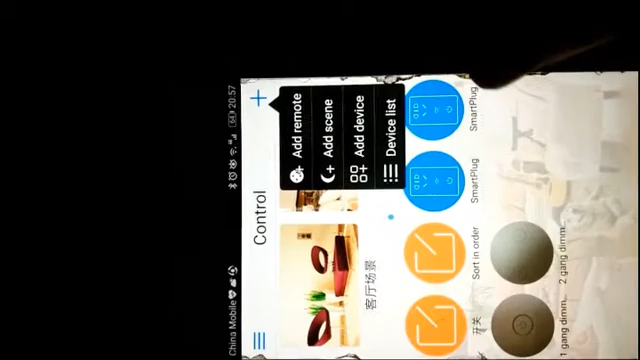 China Mobile
64 20:57
Control
Add remote
Add scene
Add device
Device list
客厅场景
开关
Sort in order
SmartPlug
SmartPlug
1 gang dimm...
2 gang dimm...